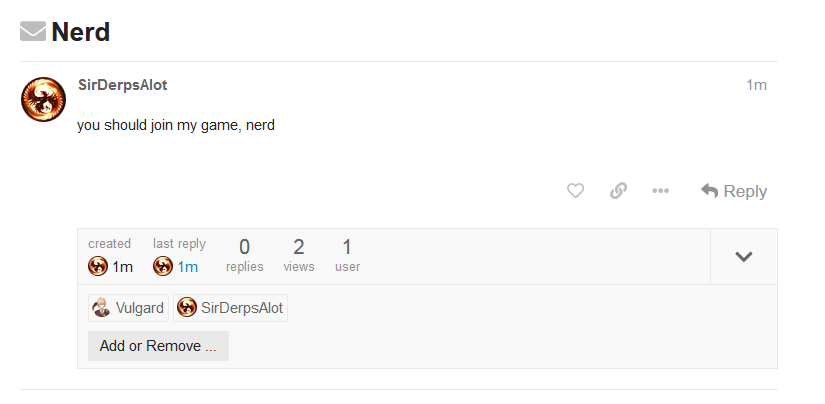 Nerd
SirDerpsAlot 1m
you should join my game, nerd
Reply
created last reply 0 2 1
1m 1m replies views user
Vulgard SirDerpsAlot
Add or Remove ...